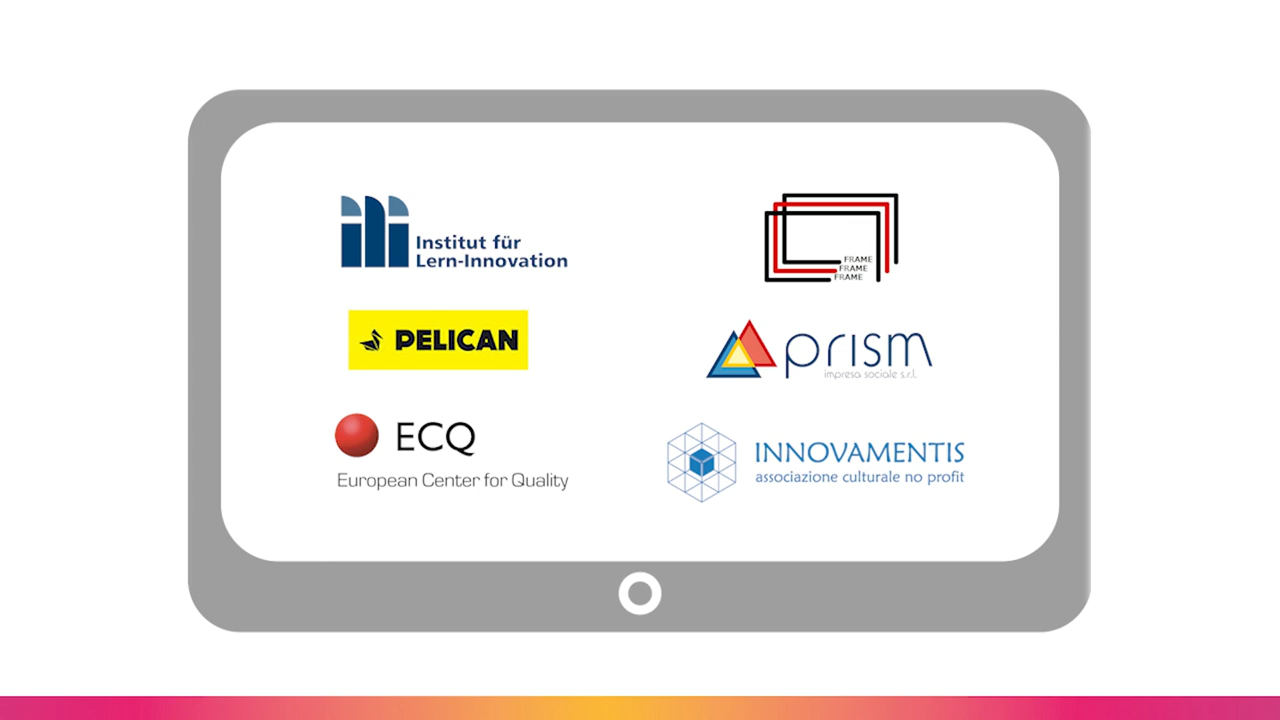 Institut für
Lern-Innovation
FRAME
FRAME
FRAME
PELICAN
prism
impresa sociale s.r.l.
ECQ
European Center for Quality
INNOVAMENTIS
associazione culturale no profit